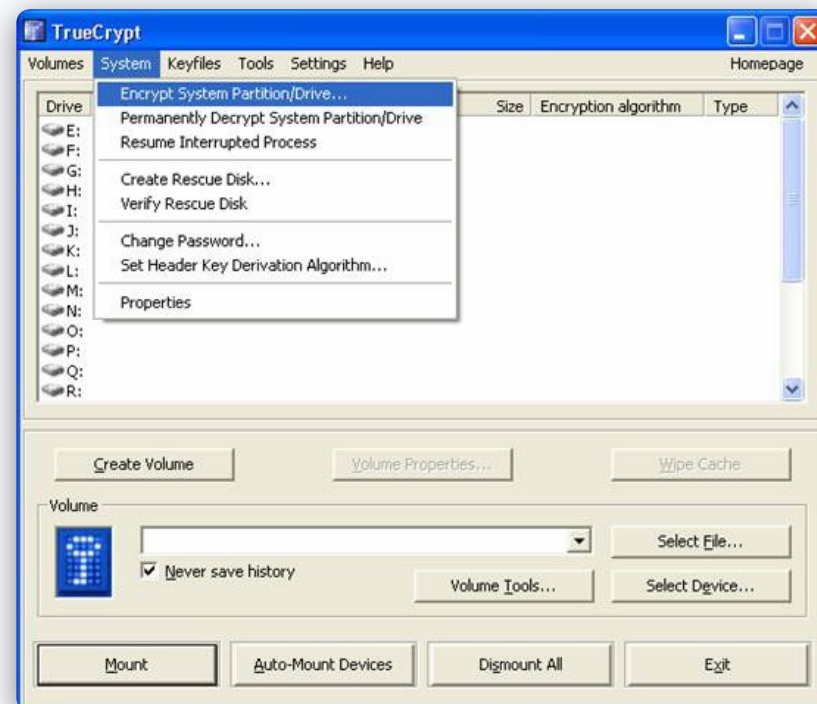 TrueCrypt
Volumes System Keyfiles Tools Settings Help Homepage
Encrypt System Partition/Drive...
Permanently Decrypt System Partition/Drive
Resume Interrupted Process
Create Rescue Disk...
Verify Rescue Disk
Change Password...
Set Header Key Derivation Algorithm...
Properties
Drive Size Encryption algorithm Type
E:
F:
G:
H:
I:
J:
K:
L:
M:
N:
O:
P:
Q:
R:
Create Volume Volume Properties... Wipe Cache
Volume
Select File...
Never save history
Volume Tools... Select Device...
Mount Auto-Mount Devices Dismount All Exit